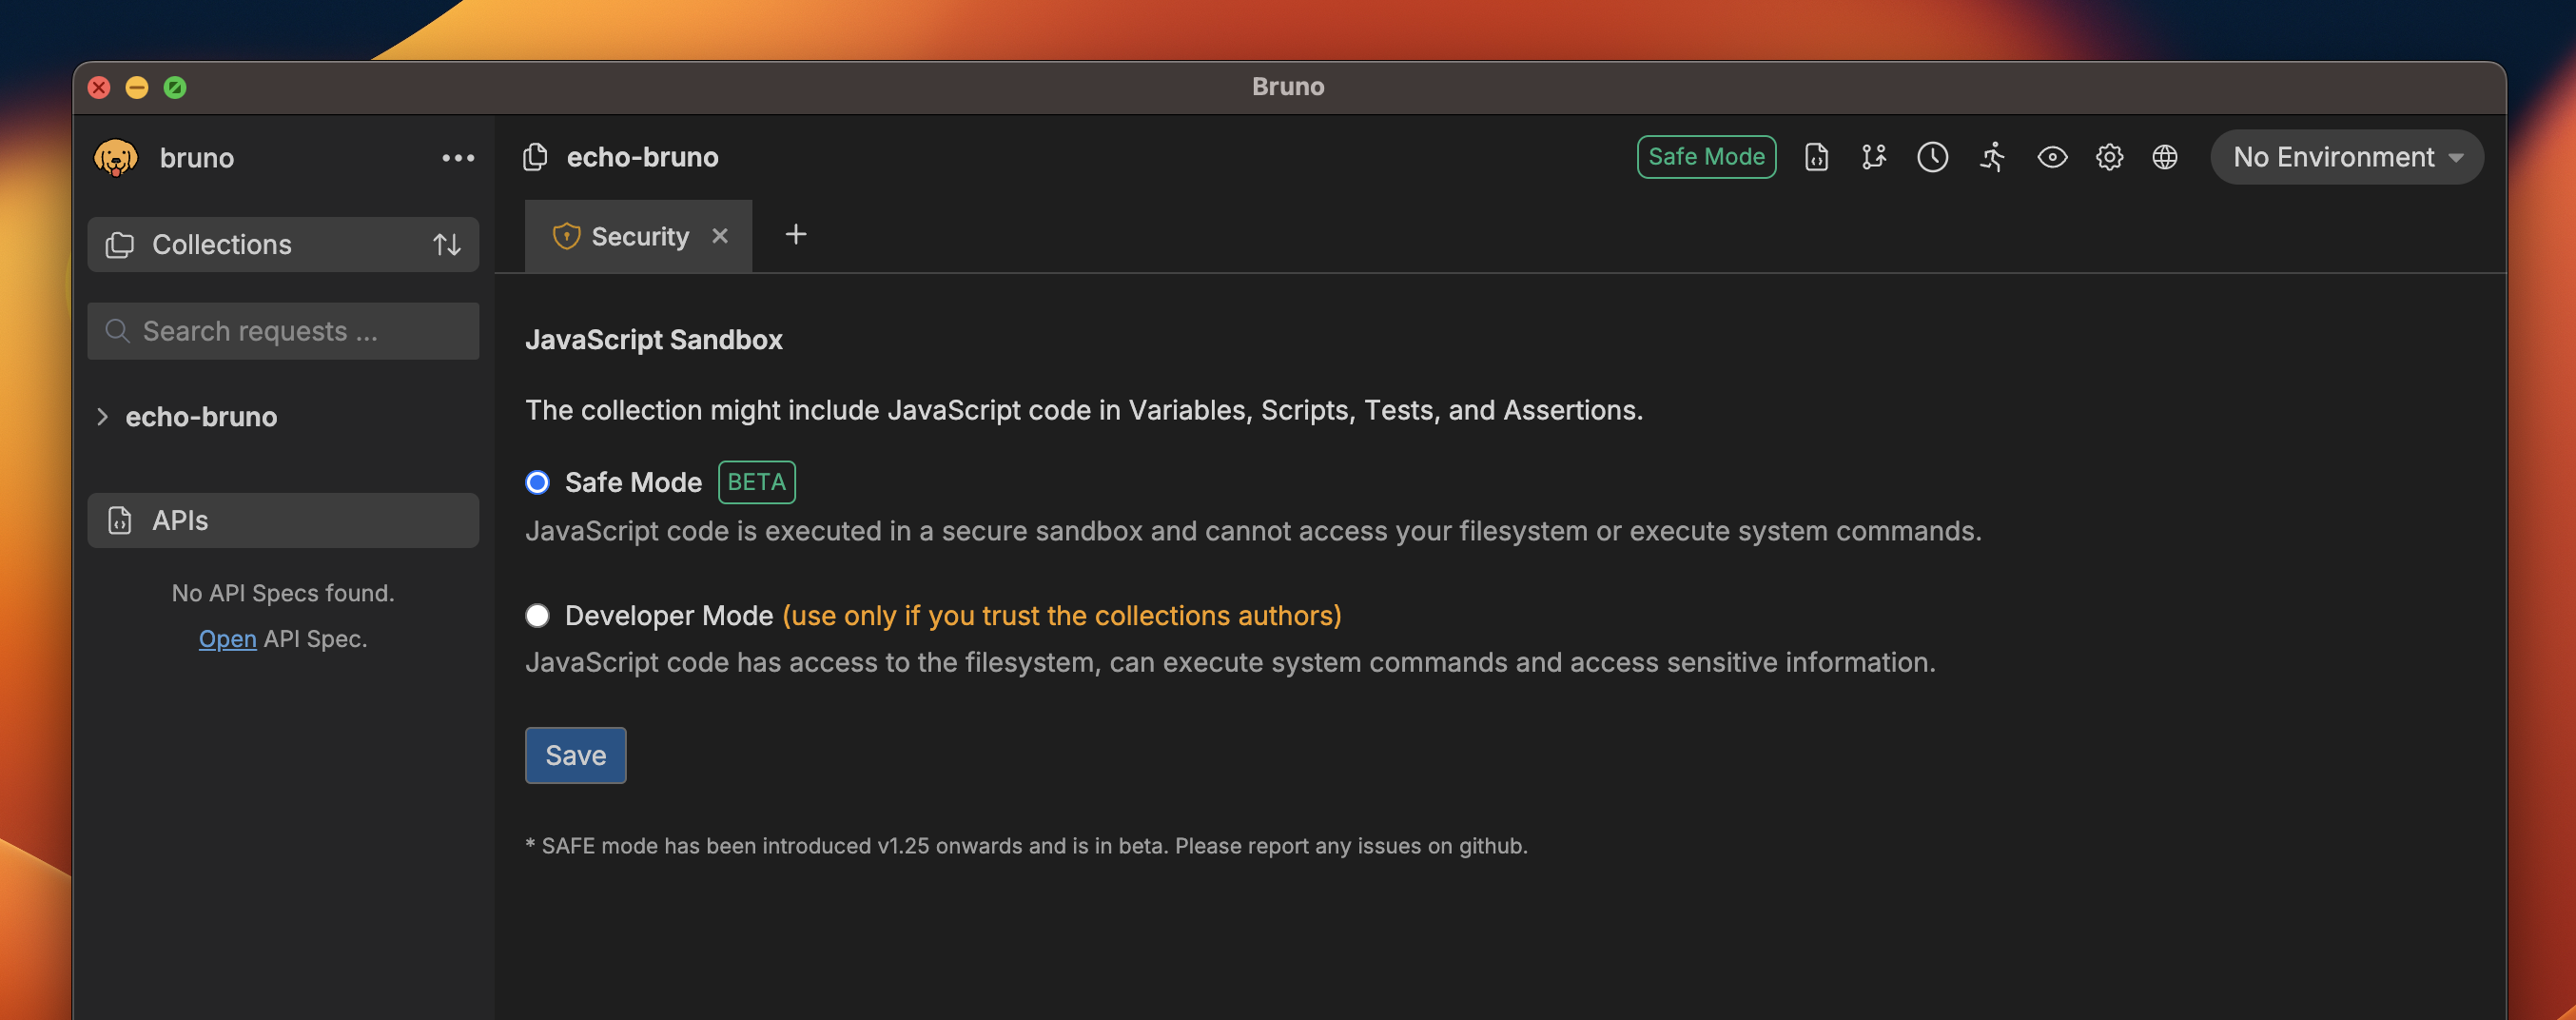 Bruno
bruno
Collections
Search requests ...
echo-bruno
APIs
No API Specs found.
Open API Spec.
echo-bruno
Safe Mode
No Environment
Security
JavaScript Sandbox
The collection might include JavaScript code in Variables, Scripts, Tests, and Assertions.
Safe Mode BETA
JavaScript code is executed in a secure sandbox and cannot access your filesystem or execute system commands.
Developer Mode (use only if you trust the collections authors)
JavaScript code has access to the filesystem, can execute system commands and access sensitive information.
Save
* SAFE mode has been introduced v1.25 onwards and is in beta. Please report any issues on github.